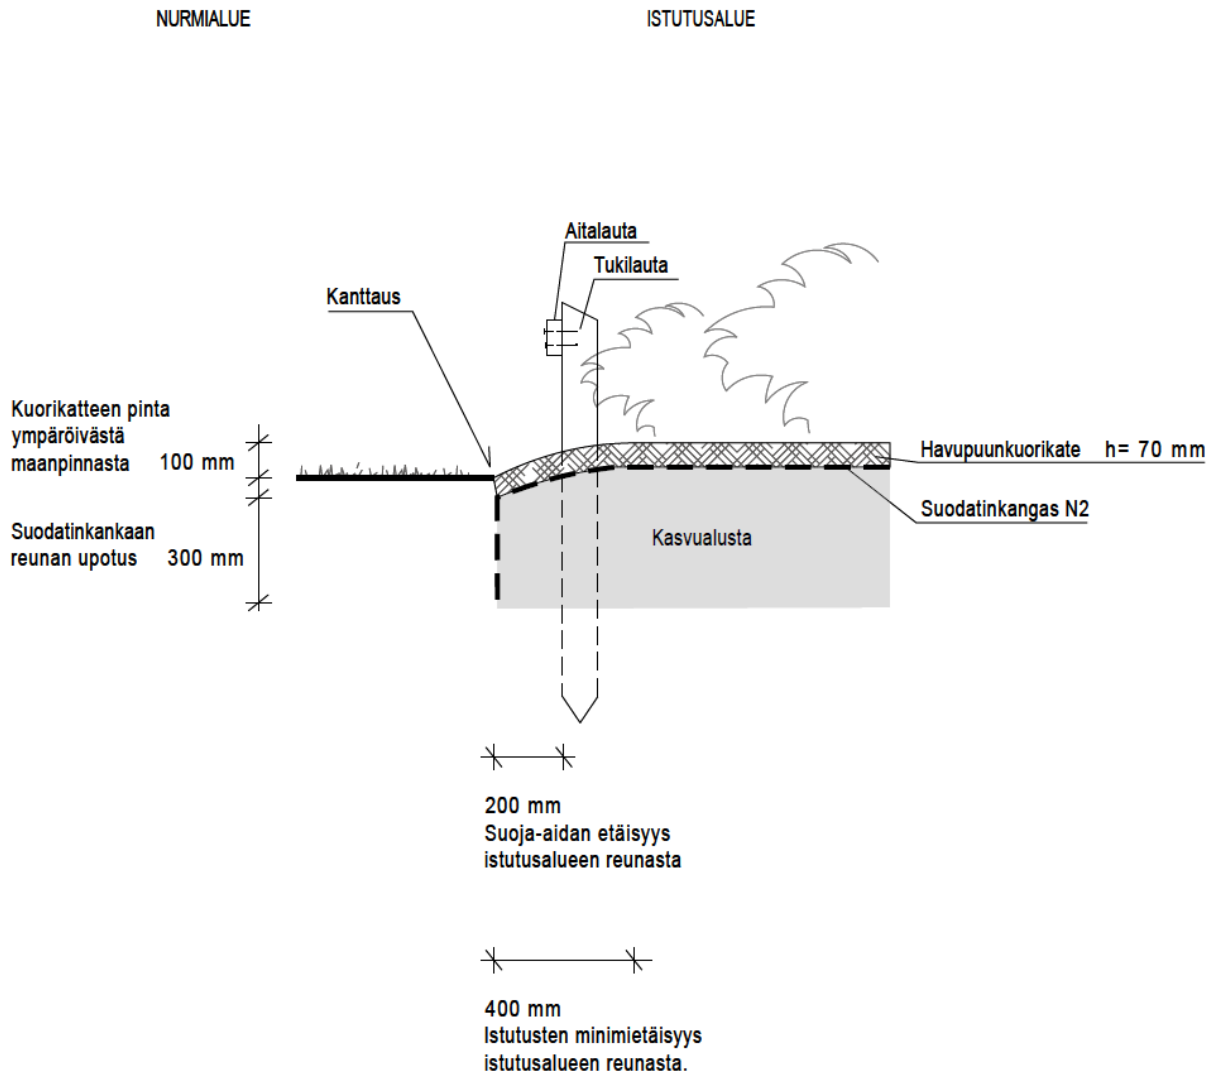 NURMIALUE
ISTUTUSALUE
Aitalauta
Tukilauta
Kanttaus
Kuorikatteen pinta
ympäröivästä
maanpinnasta 100 mm
Havupuunkuorikate h= 70 mm
Suodatinkangas N2
Suodatinkankaan
reunan upotus 300 mm
Kasvualusta
200 mm
Suoja-aidan etäisyys
istutusalueen reunasta
400 mm
Istutusten minimietäisyys
istutusalueen reunasta.